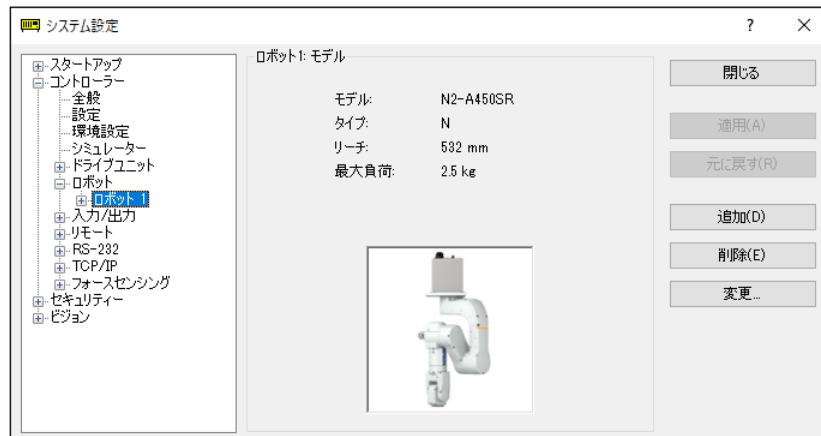 システム設定
?
×
スタートアップ
コントローラー
全般
設定
環境設定
シミュレーター
ドライブユニット
ロボット
ロボット 1
入力/出力
リモート
RS-232
TCP/IP
フォースセンシング
セキュリティー
ビジョン
ロボット1: モデル
モデル: N2-A450SR
タイプ: N
リーチ: 532 mm
最大負荷: 2.5 kg
閉じる
適用(A)
元に戻す(R)
追加(D)
削除(E)
変更...